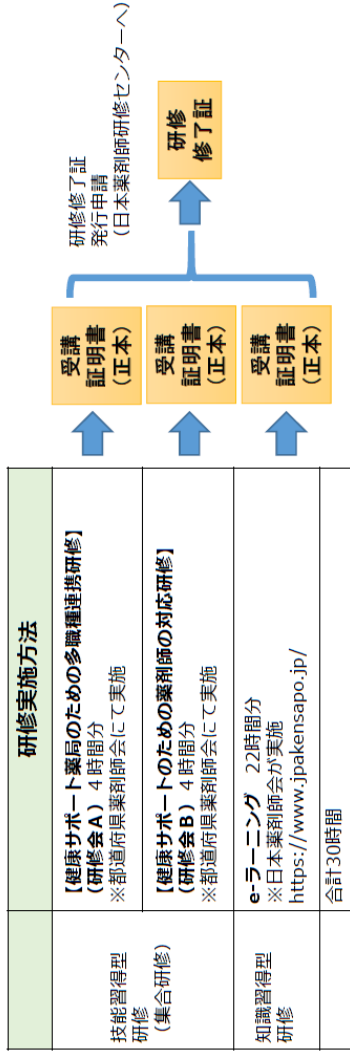 研修実施方法
技能習得型
研修
（集合研修）
【健康サポート薬局のための多職種連携研修】
（研修会Ａ）４時間分
※都道府県薬剤師会にて実施
【健康サポートのための薬剤師の対応研修】
（研修会Ｂ）４時間分
※都道府県薬剤師会にて実施
知識習得型
研修
e-ラーニング　22時間分
※日本薬剤師会が実施
https://www.jpakensapo.jp/
合計30時間
受講
証明書
（正本）
受講
証明書
（正本）
受講
証明書
（正本）
研修修了証
発行申請
（日本薬剤師研修センターへ）
研修
修了証